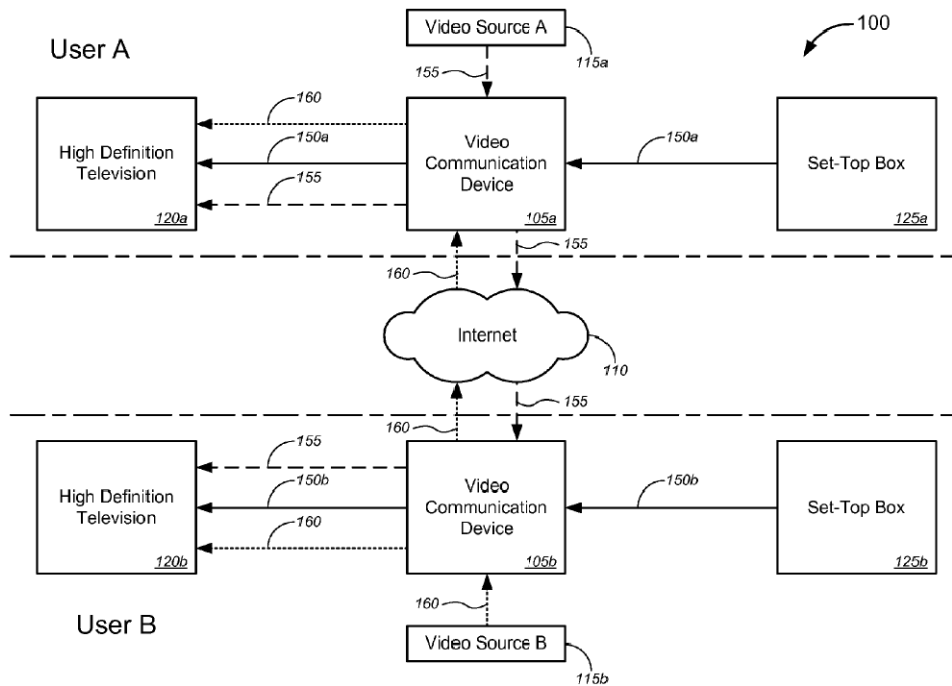 Video Source A
115a
100
User A
155
160
150a
155
High Definition
Television
120a
Video
Communication
Device
105a
150a
Set-Top Box
125a
155
160
Internet
110
155
160
155
150b
160
High Definition
Television
120b
Video
Communication
Device
105b
150b
Set-Top Box
125b
160
User B
Video Source B
115b